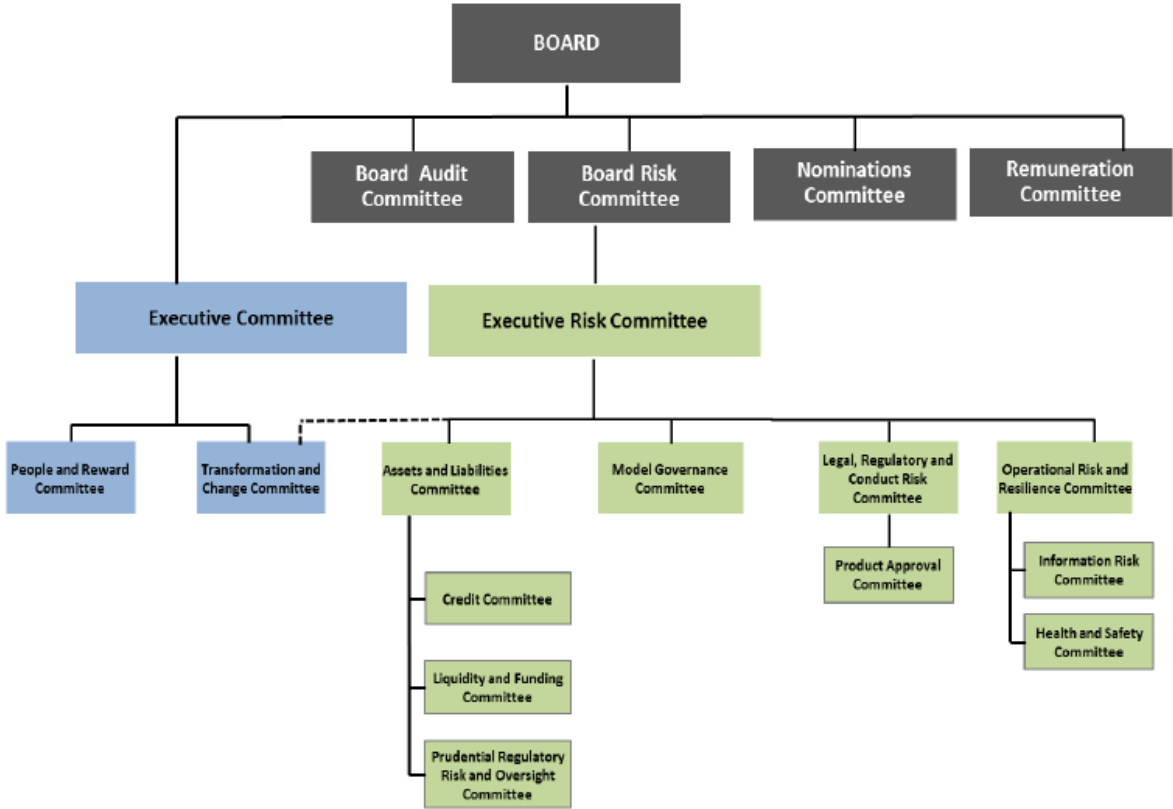 BOARD
Board Audit
Committee
Board Risk
Committee
Nominations
Committee
Remuneration
Committee
Executive Committee
Executive Risk Committee
People and Reward
Committee
Transformation and
Change Committee
Assets and Liabilities
Committee
Model Governance
Committee
Legal, Regulatory and
Conduct Risk
Committee
Operational Risk and
Resilience Committee
Product Approval
Committee
Information Risk
Committee
Credit Committee
Health and Safety
Committee
Liquidity and Funding
Committee
Prudential Regulatory
Risk and Oversight
Committee